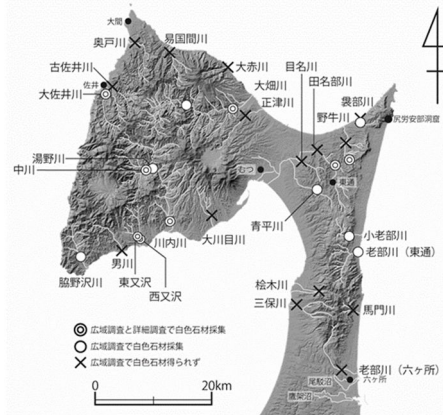 大間
奥戸川
易国間川
古佐井川
大赤川
目名川
佐井
大佐井川
大畑川
正津川
田名部川
袰部川
野牛川
尻労安部洞窟
湯野川
中川
むつ
東通
青平川
小老部川
老部川（東通）
脇野沢川
男川
川内川
大川目川
東又沢
西又沢
桧木川
三保川
馬門川
老部川（六ヶ所）
尾駮沼
六ヶ所
鷹架沼
広域調査と詳細調査で白色石材採集
広域調査で白色石材採集
広域調査で白色石材得られず
0 20km